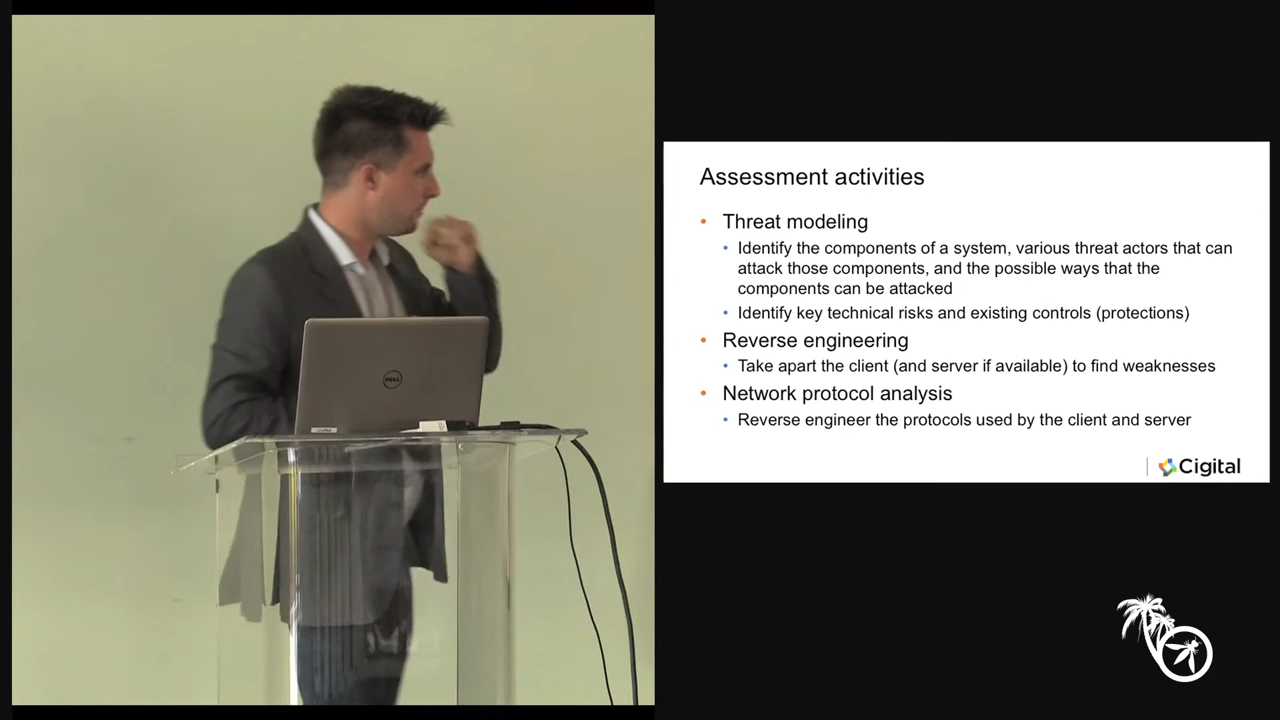 Assessment activities
• Threat modeling
• Identify the components of a system, various threat actors that can
attack those components, and the possible ways that the
components can be attacked
• Identify key technical risks and existing controls (protections)
• Reverse engineering
• Take apart the client (and server if available) to find weaknesses
• Network protocol analysis
• Reverse engineer the protocols used by the client and server
Cigital
DELL